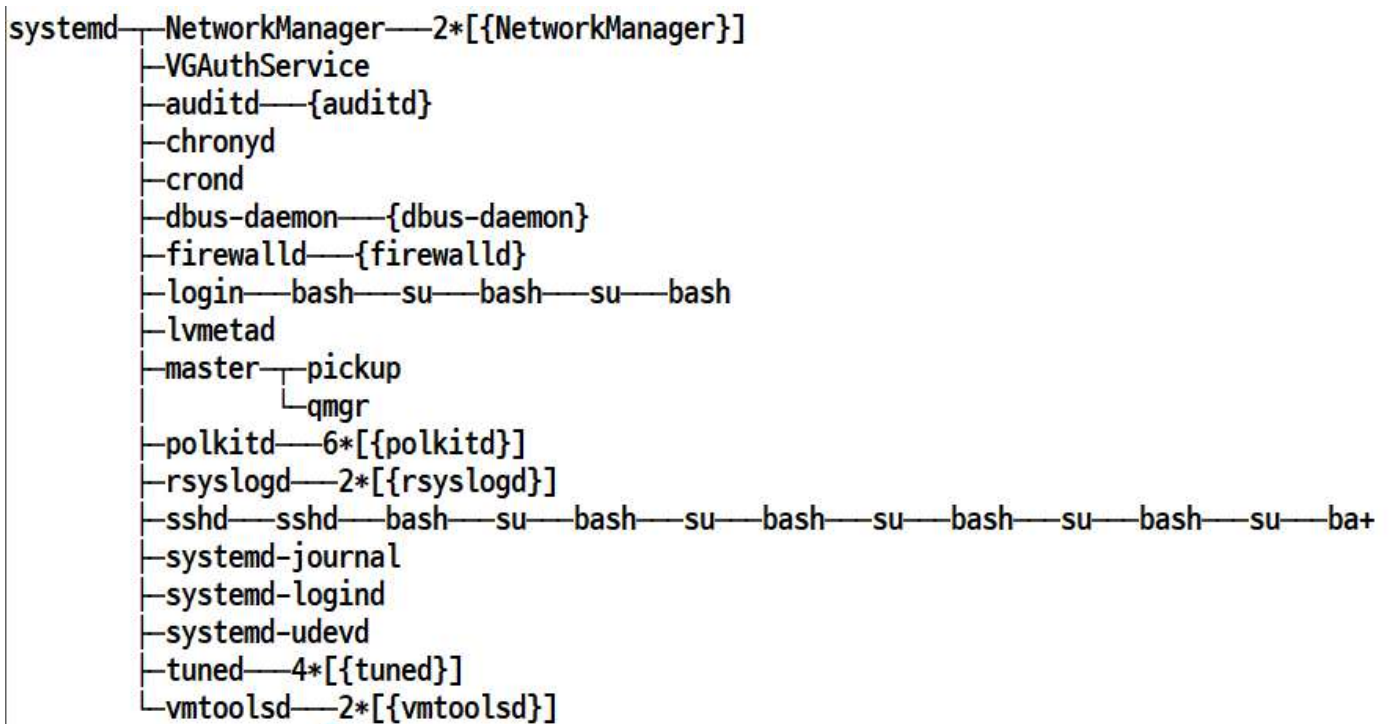 systemd─┬─NetworkManager───2*[{NetworkManager}]
        ├─VGAuthService
        ├─auditd───{auditd}
        ├─chronyd
        ├─crond
        ├─dbus-daemon───{dbus-daemon}
        ├─firewalld───{firewalld}
        ├─login───bash───su───bash───su───bash
        ├─lvmetad
        ├─master─┬─pickup
        │        └─qmgr
        ├─polkitd───6*[{polkitd}]
        ├─rsyslogd───2*[{rsyslogd}]
        ├─sshd───sshd───bash───su───bash───su───bash───su───bash───su───bash───su───ba+
        ├─systemd-journal
        ├─systemd-logind
        ├─systemd-udevd
        ├─tuned───4*[{tuned}]
        └─vmtoolsd───2*[{vmtoolsd}]